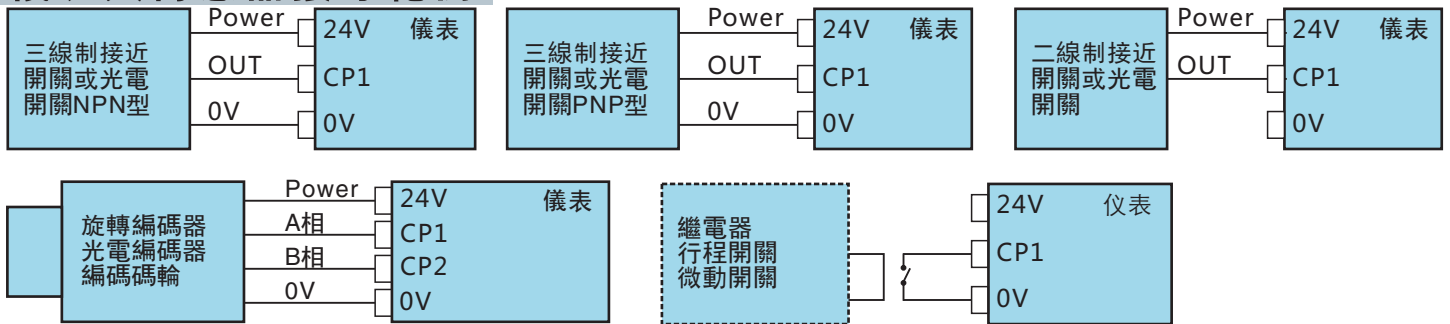 Power
24V 儀表
三線制接近
開關或光電
開關NPN型
OUT
CP1
0V
0V
Power
24V 儀表
三線制接近
開關或光電
開關PNP型
OUT
CP1
0V
0V
Power
24V 儀表
二線制接近
開關或光電
開關
OUT
CP1
0V
Power
24V 儀表
旋轉編碼器
光電編碼器
編碼碼輪
A相
CP1
B相
CP2
0V
0V
繼電器
行程開關
微動開關
24V 仪表
CP1
0V